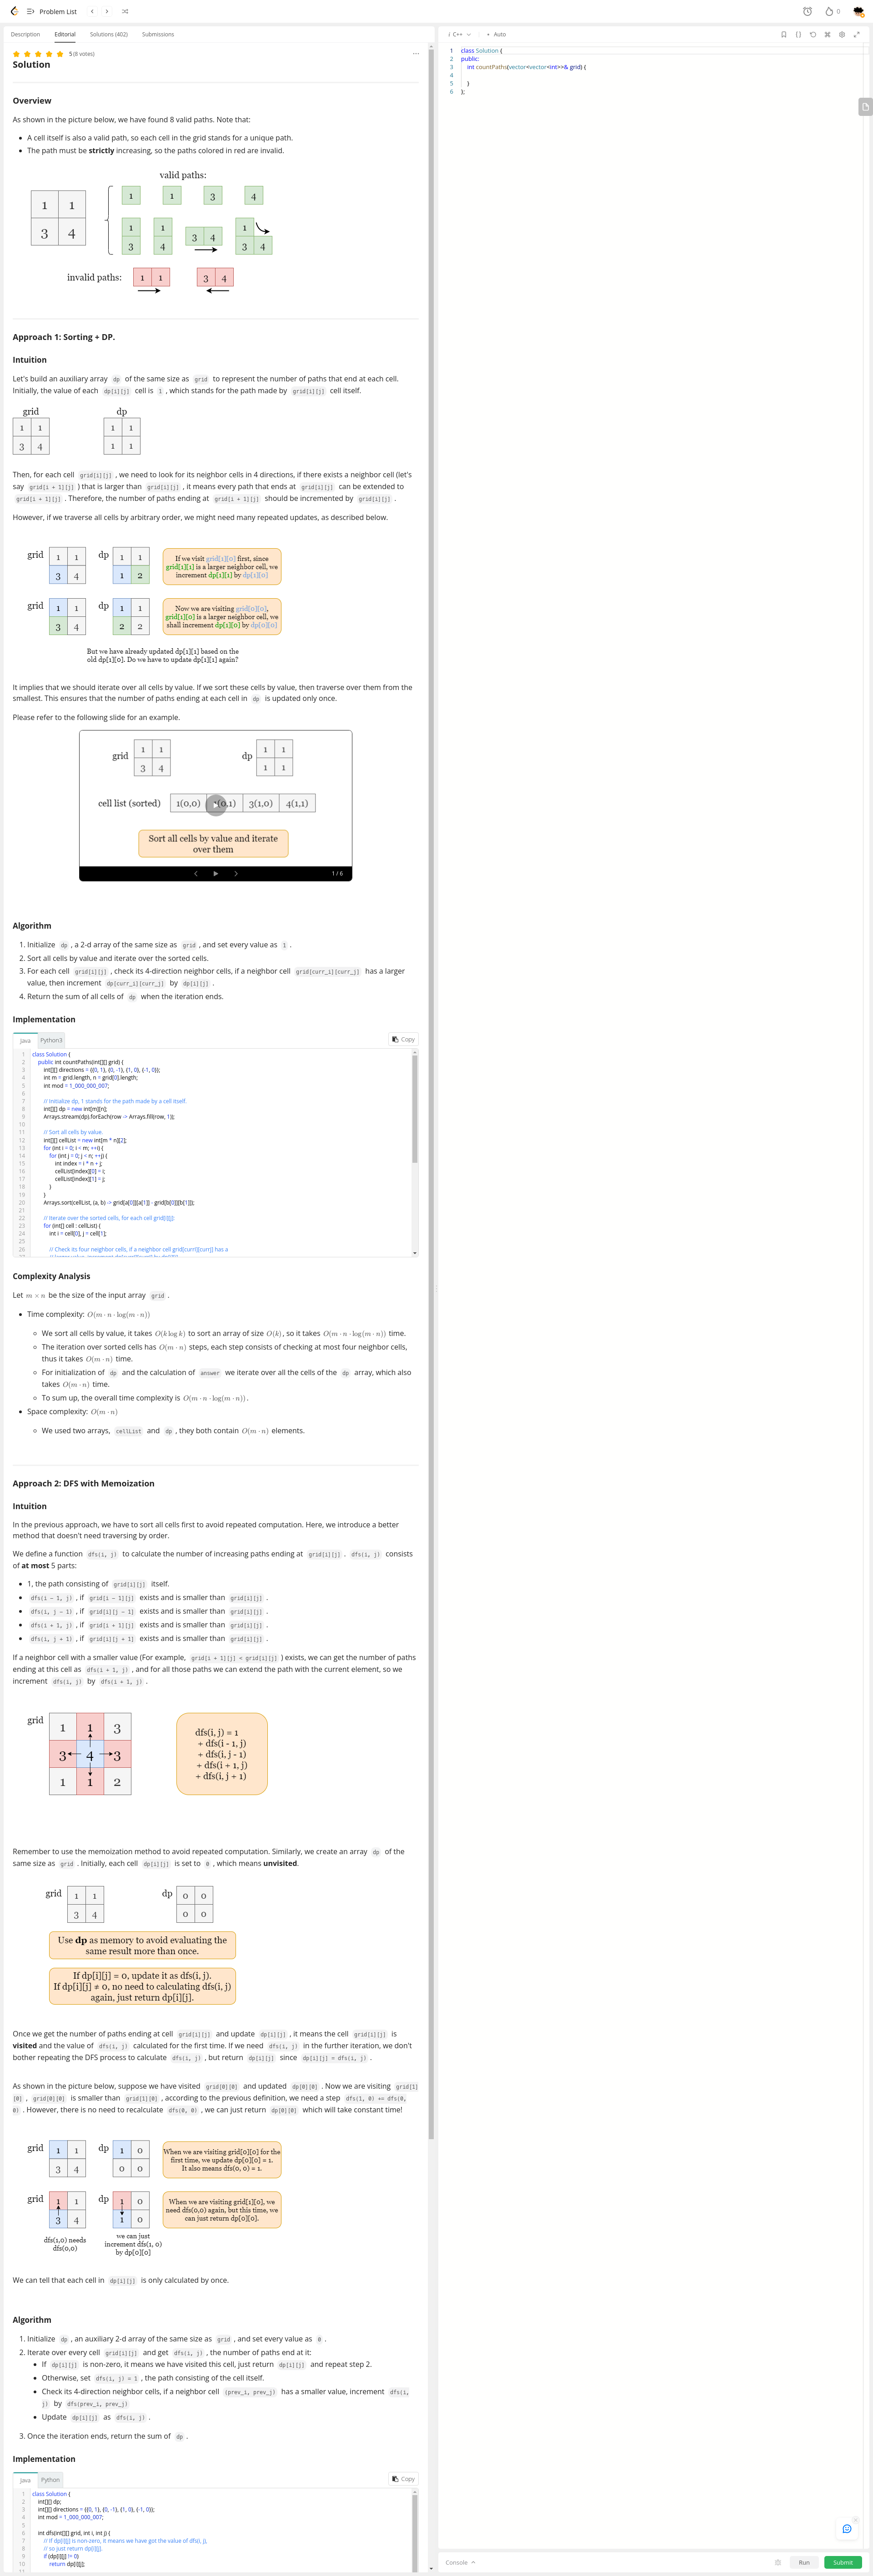 Problem List
0
Description
Editorial
Solutions (402)
Submissions
5 (8 votes)
Solution
Overview
As shown in the picture below, we have found 8 valid paths. Note that:
• A cell itself is also a valid path, so each cell in the grid stands for a unique path.
• The path must be strictly increasing, so the paths colored in red are invalid.
valid paths:
1 1
3 4
1 1 3 4
1 1 3 4 1
3 4 3 4
invalid paths: 1 1 3 4
Approach 1: Sorting + DP.
Intuition
Let's build an auxiliary array dp of the same size as grid to represent the number of paths that end at each cell.
Initially, the value of each dp[i][j] cell is 1 , which stands for the path made by grid[i][j] cell itself.
grid dp
1 1 1 1
3 4 1 1
Then, for each cell grid[i][j] , we need to look for its neighbor cells in 4 directions, if there exists a neighbor cell (let's
say grid[i + 1][j] ) that is larger than grid[i][j] , it means every path that ends at grid[i][j] can be extended to
grid[i + 1][j] . Therefore, the number of paths ending at grid[i + 1][j] should be incremented by grid[i][j] .
However, if we traverse all cells by arbitrary order, we might need many repeated updates, as described below.
grid 1 1 dp 1 1
3 4 1 2
If we visit grid[1][0] first, since
grid[1][1] is a larger neighbor cell, we
increment dp[1][1] by dp[1][0]
grid 1 1 dp 1 1
3 4 2 2
Now we are visiting grid[0][0],
grid[1][0] is a larger neighbor cell, we
shall increment dp[1][0] by dp[0][0]
But we have already updated dp[1][1] based on the
old dp[1][0]. Do we have to update dp[1][1] again?
It implies that we should iterate over all cells by value. If we sort these cells by value, then traverse over them from the
smallest. This ensures that the number of paths ending at each cell in dp is updated only once.
Please refer to the following slide for an example.
grid 1 1 dp 1 1
3 4 1 1
cell list (sorted) 1(0,0) 1(0,1) 3(1,0) 4(1,1)
Sort all cells by value and iterate
over them
1 / 6
Algorithm
1. Initialize dp , a 2-d array of the same size as grid , and set every value as 1 .
2. Sort all cells by value and iterate over the sorted cells.
3. For each cell grid[i][j] , check its 4-direction neighbor cells, if a neighbor cell grid[curr_i][curr_j] has a larger
value, then increment dp[curr_i][curr_j] by dp[i][j] .
4. Return the sum of all cells of dp when the iteration ends.
Implementation
Java
Python3
Copy
1 class Solution {
2 public int countPaths(int[][] grid) {
3 int[][] directions = {{0, 1}, {0, -1}, {1, 0}, {-1, 0}};
4 int m = grid.length, n = grid[0].length;
5 int mod = 1_000_000_007;
6
7 // Initialize dp, 1 stands for the path made by a cell itself.
8 int[][] dp = new int[m][n];
9 Arrays.stream(dp).forEach(row -> Arrays.fill(row, 1));
10
11 // Sort all cells by value.
12 int[][] cellList = new int[m * n][2];
13 for (int i = 0; i < m; ++i) {
14 for (int j = 0; j < n; ++j) {
15 int index = i * n + j;
16 cellList[index][0] = i;
17 cellList[index][1] = j;
18 }
19 }
20 Arrays.sort(cellList, (a, b) -> grid[a[0]][a[1]] - grid[b[0]][b[1]]);
21
22 // Iterate over the sorted cells, for each cell grid[i][j]:
23 for (int[] cell : cellList) {
24 int i = cell[0], j = cell[1];
25
26 // Check its four neighbor cells, if a neighbor cell grid[currI][currJ] has a
Complexity Analysis
Let m × n be the size of the input array grid .
• Time complexity: O(m · n · log(m · n))
We sort all cells by value, it takes O(k log k) to sort an array of size O(k), so it takes O(m · n · log(m · n)) time.
The iteration over sorted cells has O(m · n) steps, each step consists of checking at most four neighbor cells,
thus it takes O(m · n) time.
For initialization of dp and the calculation of answer we iterate over all the cells of the dp array, which also
takes O(m · n) time.
To sum up, the overall time complexity is O(m · n · log(m · n)).
• Space complexity: O(m · n)
We used two arrays, cellList and dp , they both contain O(m · n) elements.
Approach 2: DFS with Memoization
Intuition
In the previous approach, we have to sort all cells first to avoid repeated computation. Here, we introduce a better
method that doesn't need traversing by order.
We define a function dfs(i, j) to calculate the number of increasing paths ending at grid[i][j] . dfs(i, j) consists
of at most 5 parts:
• 1, the path consisting of grid[i][j] itself.
• dfs(i - 1, j) , if grid[i - 1][j] exists and is smaller than grid[i][j] .
• dfs(i, j - 1) , if grid[i][j - 1] exists and is smaller than grid[i][j] .
• dfs(i + 1, j) , if grid[i + 1][j] exists and is smaller than grid[i][j] .
• dfs(i, j + 1) , if grid[i][j + 1] exists and is smaller than grid[i][j] .
If a neighbor cell with a smaller value (For example, grid[i + 1][j] < grid[i][j] ) exists, we can get the number of paths
ending at this cell as dfs(i + 1, j) , and for all those paths we can extend the path with the current element, so we
increment dfs(i, j) by dfs(i + 1, j) .
grid 1 1 3
3 4 3
1 1 2
dfs(i, j) = 1
+ dfs(i - 1, j)
+ dfs(i, j - 1)
+ dfs(i + 1, j)
+ dfs(i, j + 1)
Remember to use the memoization method to avoid repeated computation. Similarly, we create an array dp of the
same size as grid . Initially, each cell dp[i][j] is set to 0 , which means unvisited.
grid 1 1 dp 0 0
3 4 0 0
Use dp as memory to avoid evaluating the
same result more than once.
If dp[i][j] = 0, update it as dfs(i, j).
If dp[i][j] ≠ 0, no need to calculating dfs(i, j)
again, just return dp[i][j].
Once we get the number of paths ending at cell grid[i][j] and update dp[i][j] , it means the cell grid[i][j] is
visited and the value of dfs(i, j) calculated for the first time. If we need dfs(i, j) in the further iteration, we don't
bother repeating the DFS process to calculate dfs(i, j) , but return dp[i][j] since dp[i][j] = dfs(i, j) .
As shown in the picture below, suppose we have visited grid[0][0] and updated dp[0][0] . Now we are visiting grid[1]
[0] , grid[0][0] is smaller than grid[1][0] , according to the previous definition, we need a step dfs(1, 0) += dfs(0,
0) . However, there is no need to recalculate dfs(0, 0) , we can just return dp[0][0] which will take constant time!
grid 1 1 dp 1 0
3 4 0 0
When we are visiting grid[0][0] for the
first time, we update dp[0][0] = 1.
It also means dfs(0, 0) = 1.
grid 1 1 dp 1 0
3 4 1 0
When we are visiting grid[1][0], we
need dfs(0,0) again, but this time, we
can just return dp[0][0].
dfs(1,0) needs
dfs(0,0)
we can just
increment dfs(1, 0)
by dp[0][0]
We can tell that each cell in dp[i][j] is only calculated by once.
Algorithm
1. Initialize dp , an auxiliary 2-d array of the same size as grid , and set every value as 0 .
2. Iterate over every cell grid[i][j] and get dfs(i, j) , the number of paths end at it:
• If dp[i][j] is non-zero, it means we have visited this cell, just return dp[i][j] and repeat step 2.
• Otherwise, set dfs(i, j) = 1 , the path consisting of the cell itself.
• Check its 4-direction neighbor cells, if a neighbor cell (prev_i, prev_j) has a smaller value, increment dfs(i,
j) by dfs(prev_i, prev_j)
• Update dp[i][j] as dfs(i, j) .
3. Once the iteration ends, return the sum of dp .
Implementation
Java
Python
Copy
1 class Solution {
2 int[][] dp;
3 int[][] directions = {{0, 1}, {0, -1}, {1, 0}, {-1, 0}};
4 int mod = 1_000_000_007;
5
6 int dfs(int[][] grid, int i, int j) {
7 // If dp[i][j] is non-zero, it means we have got the value of dfs(i, j),
8 // so just return dp[i][j].
9 if (dp[i][j] != 0)
10 return dp[i][j];
i C++
Auto
1 class Solution {
2 public:
3 int countPaths(vector<vector<int>>& grid) {
4
5 }
6 };
Console
Run
Submit